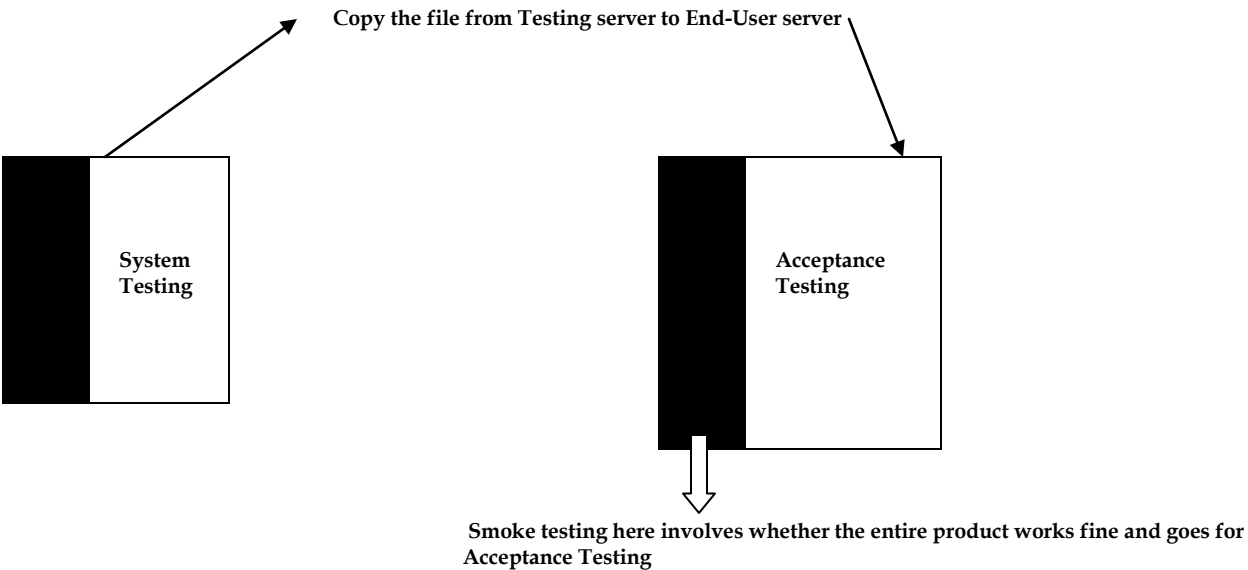 Copy the file from Testing server to End-User server
System
Testing
Acceptance
Testing
Smoke testing here involves whether the entire product works fine and goes for
Acceptance Testing